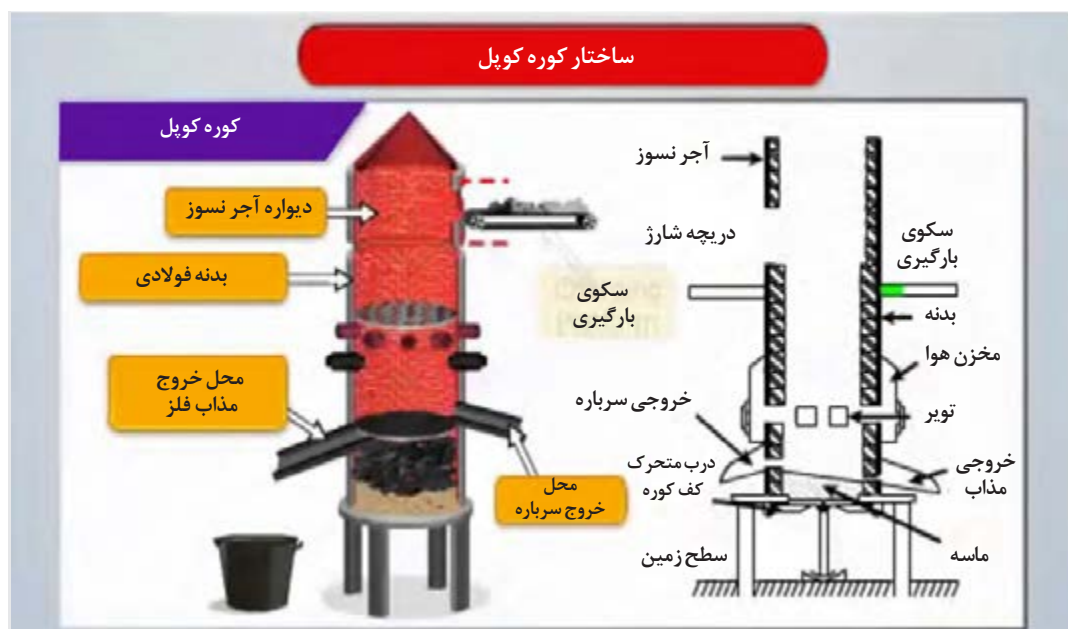 ساختار کوره کوپل
کوره کوپل
دیواره آجر نسوز
بدنه فولادی
محل خروج
مذاب فلز
محل
خروج سرباره
سکوی
بارگیری
آجر نسوز
دریچه شارژ
سکوی
بارگیری
بدنه
مخزن هوا
تویر
خروجی سرباره
خروجی
مذاب
درب متحرک
کف کوره
ماسه
سطح زمین